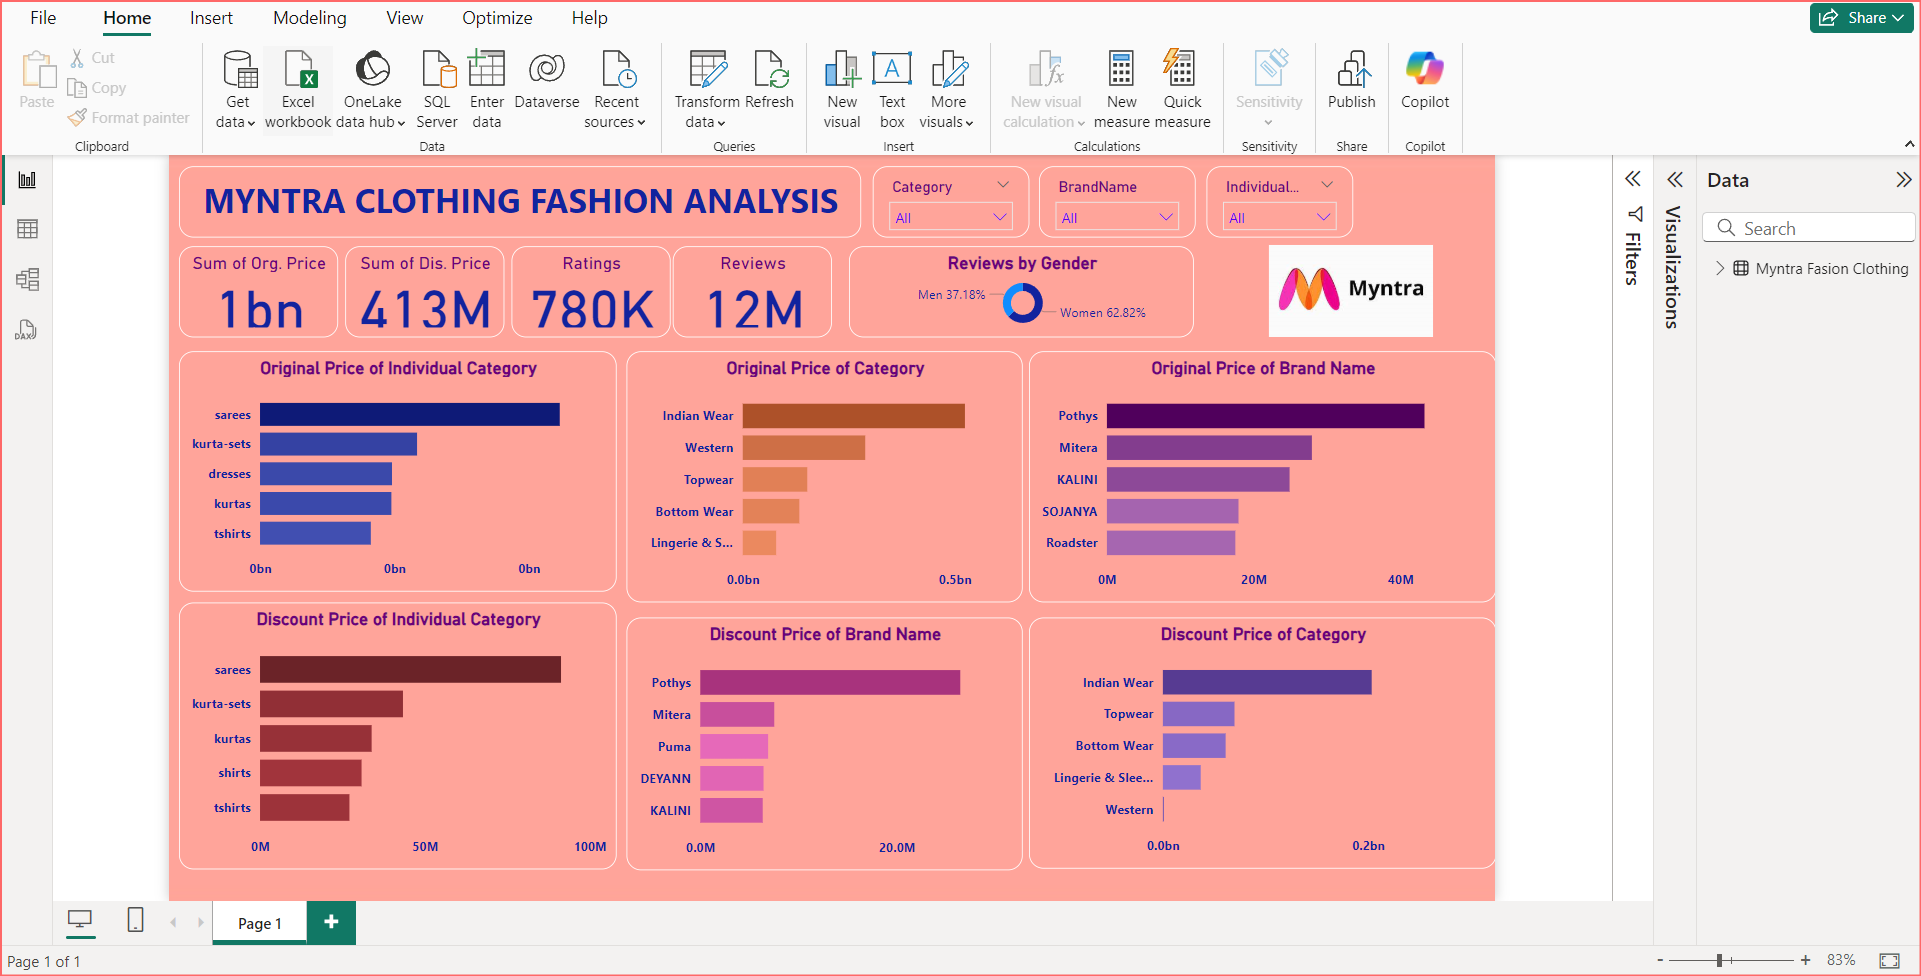 File Home Insert Modeling View Optimize Help Share
Paste
Cut
Copy
Format painter
Clipboard
Get data
Excel workbook
OneLake data hub
SQL Server
Enter data
Dataverse
Recent sources
Data
Transform data
Refresh
Queries
New visual
Text box
More visuals
Insert
New visual calculation
New measure
Quick measure
Calculations
Sensitivity
Sensitivity
Publish
Share
Copilot
Copilot
MYNTRA CLOTHING FASHION ANALYSIS
Category
All
BrandName
All
Individual...
All
Sum of Org. Price
1bn
Sum of Dis. Price
413M
Ratings
780K
Reviews
12M
Reviews by Gender
Men 37.18%
Women 62.82%
Myntra
Original Price of Individual Category
sarees
kurta-sets
dresses
kurtas
tshirts
0bn 0bn 0bn
Original Price of Category
Indian Wear
Western
Topwear
Bottom Wear
Lingerie & S...
0.0bn 0.5bn
Original Price of Brand Name
Pothys
Mitera
KALINI
SOJANYA
Roadster
0M 20M 40M
Discount Price of Individual Category
sarees
kurta-sets
kurtas
shirts
tshirts
0M 50M 100M
Discount Price of Brand Name
Pothys
Mitera
Puma
DEYANN
KALINI
0.0M 20.0M
Discount Price of Category
Indian Wear
Topwear
Bottom Wear
Lingerie & Slee...
Western
0.0bn 0.2bn
Filters
Visualizations
Data
Search
Myntra Fasion Clothing
DAX
Page 1
Page 1 of 1
83%